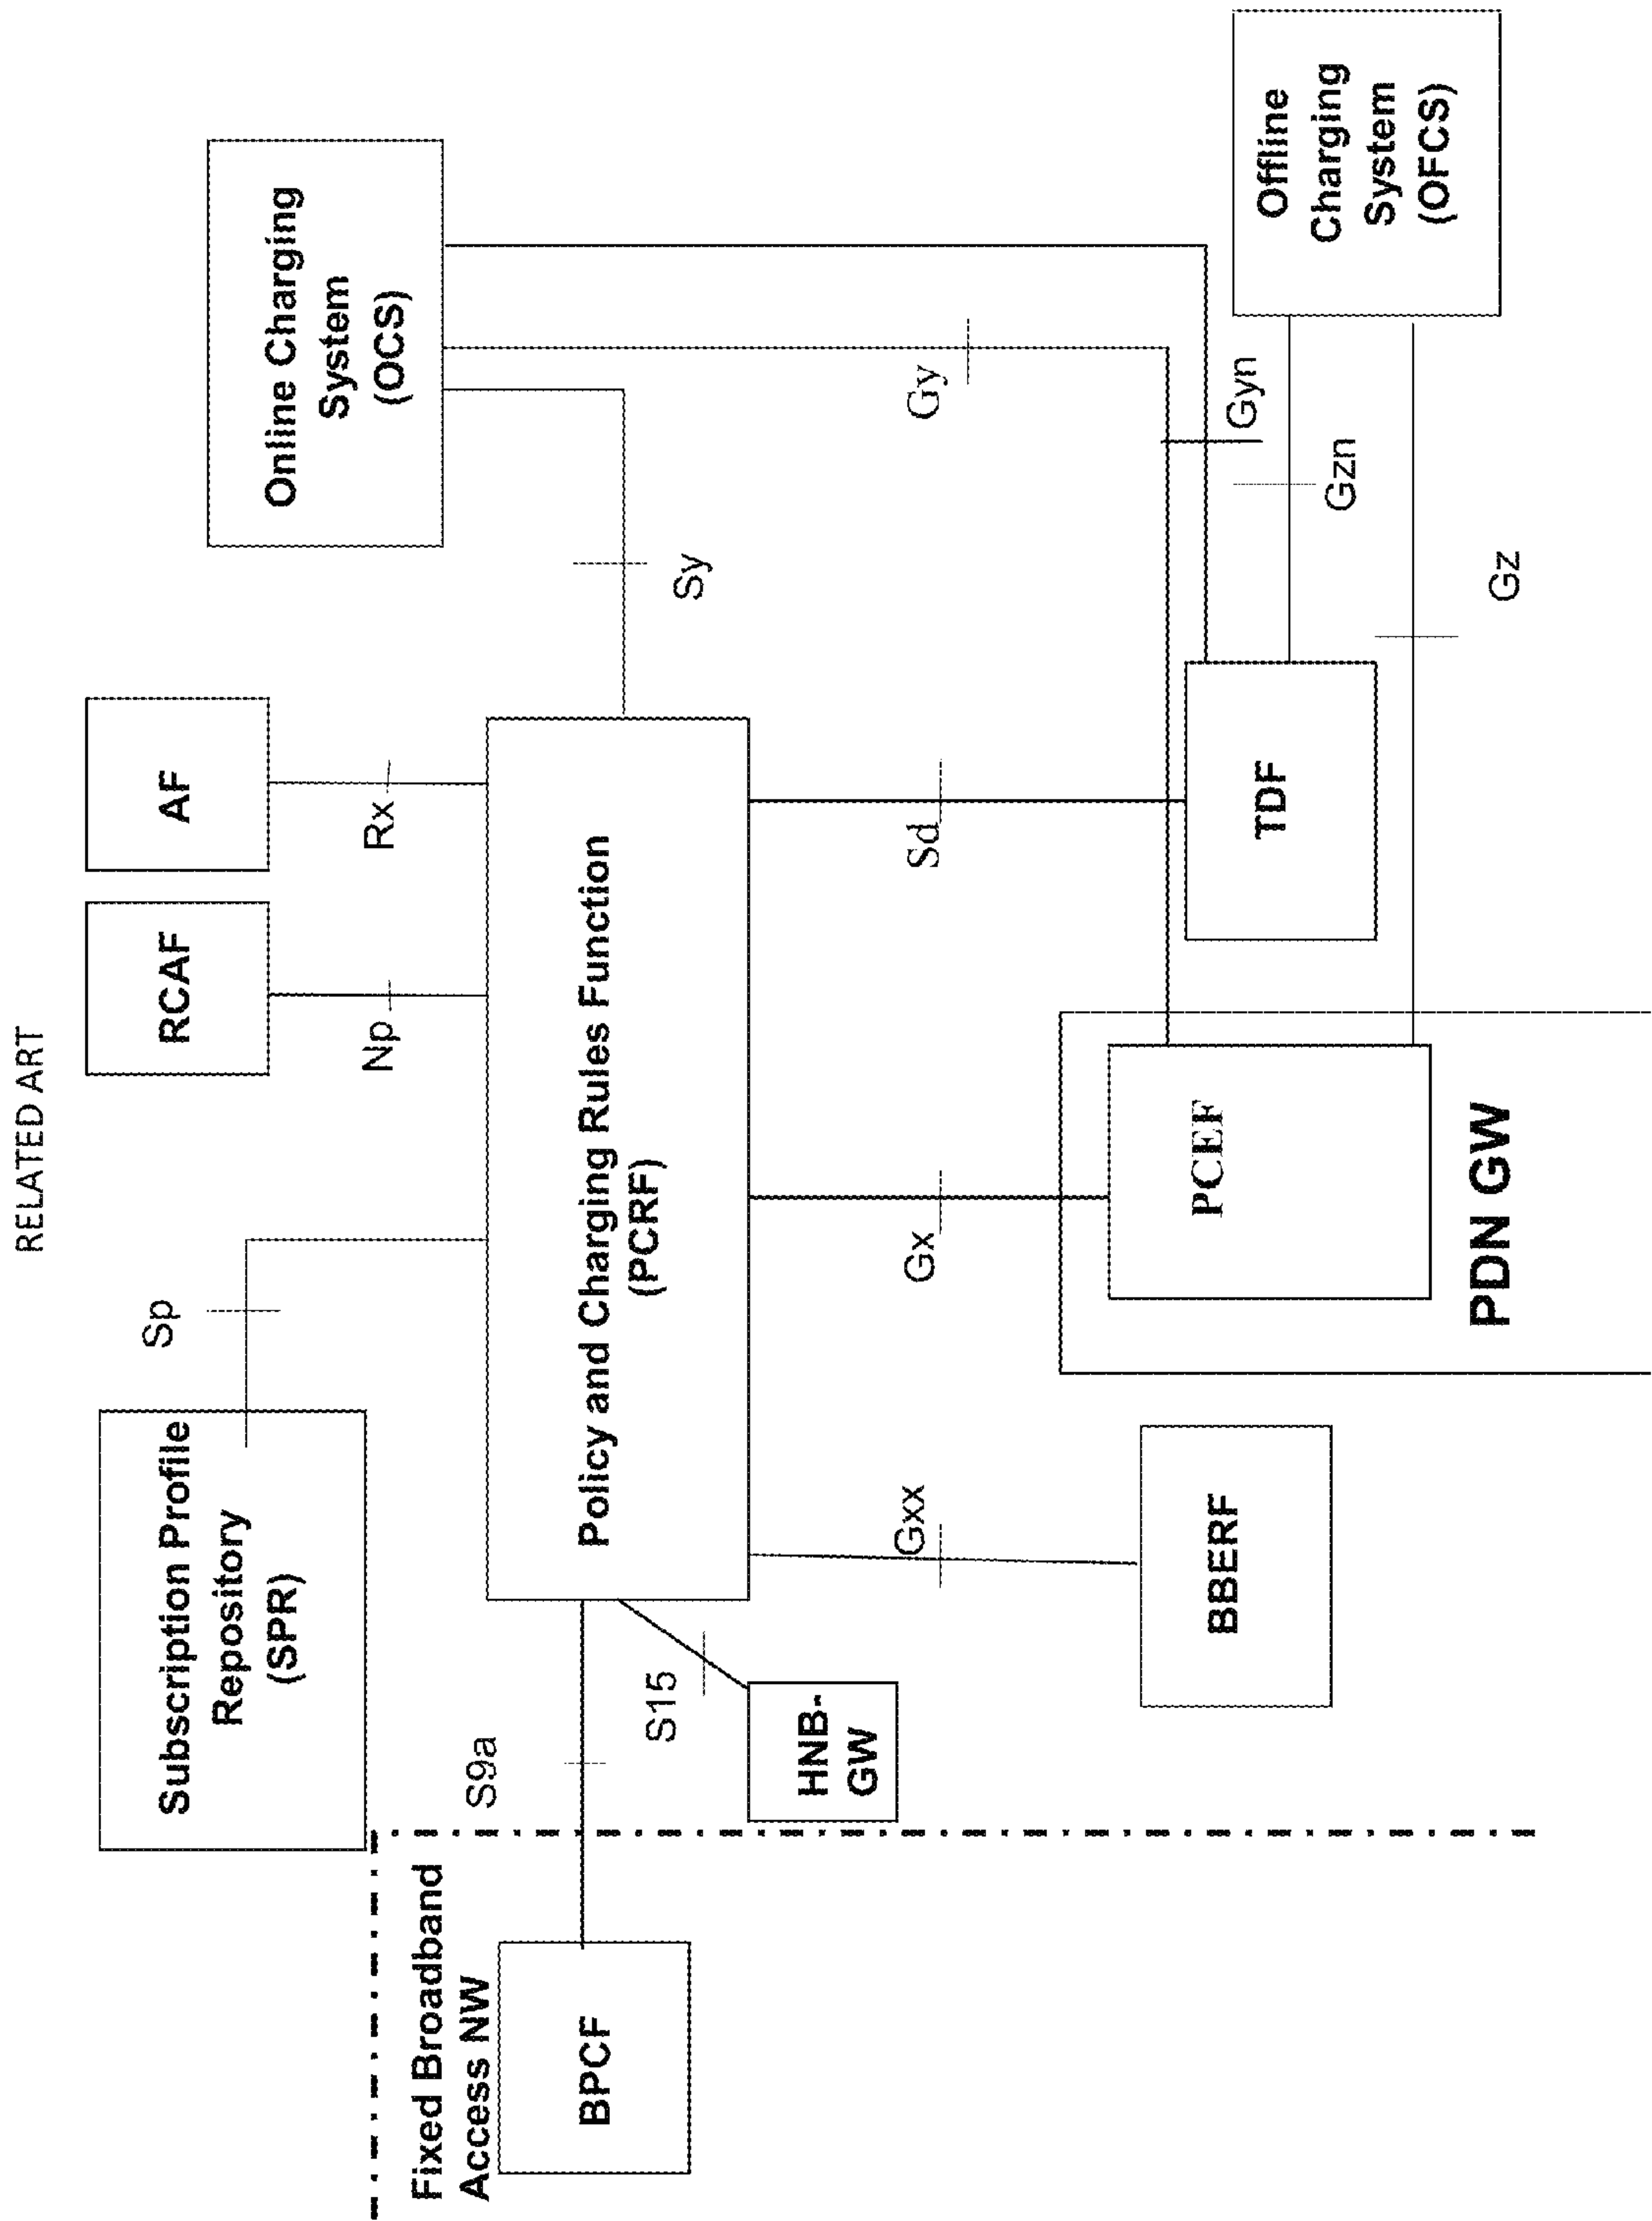 RELATED ART
Subscription Profile
Repository
(SPR)
Sp
RCAF
AF
Np
Rx
Online Charging
System
(OCS)
Fixed Broadband
Access NW
BPCF
S9a
S15
HNB-
GW
Policy and Charging Rules Function
(PCRF)
Sy
Gxx
Gx
Sd
Gy
BBERF
PCEF
PDN GW
TDF
Gyn
Gzn
Gz
Offline
Charging
System
(OFCS)